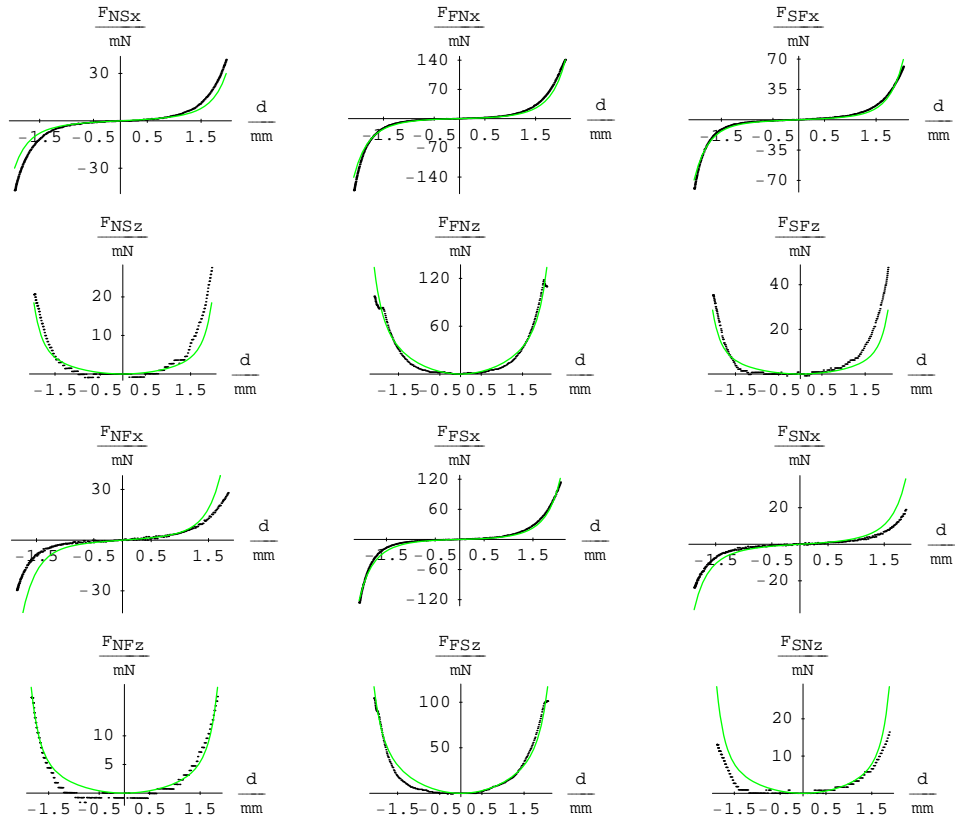 F_NSx F_FNx F_SFx
mN mN mN
30 140 70
70 35
d d d
-1.5 -0.5 0.5 1.5 -1.5 -0.5 0.5 1.5 -1.5 -0.5 0.5 1.5
mm mm mm
-30 -70 -35
-140 -70
F_NSz F_FNz F_SFz
mN mN mN
20 120 40
10 60 20
d d d
-1.5 -0.5 0.5 1.5 -1.5 -0.5 0.5 1.5 -1.5 -0.5 0.5 1.5
mm mm mm
F_NFx F_FSx F_SNx
mN mN mN
30 120 20
60
d d d
-1.5 -0.5 0.5 1.5 -1.5 -0.5 0.5 1.5 -1.5 -0.5 0.5 1.5
mm mm mm
-30 -60 -20
-120
F_NFz F_FSz F_SNz
mN mN mN
10 100 20
5 50 10
d d d
-1.5 -0.5 0.5 1.5 -1.5 -0.5 0.5 1.5 -1.5 -0.5 0.5 1.5
mm mm mm